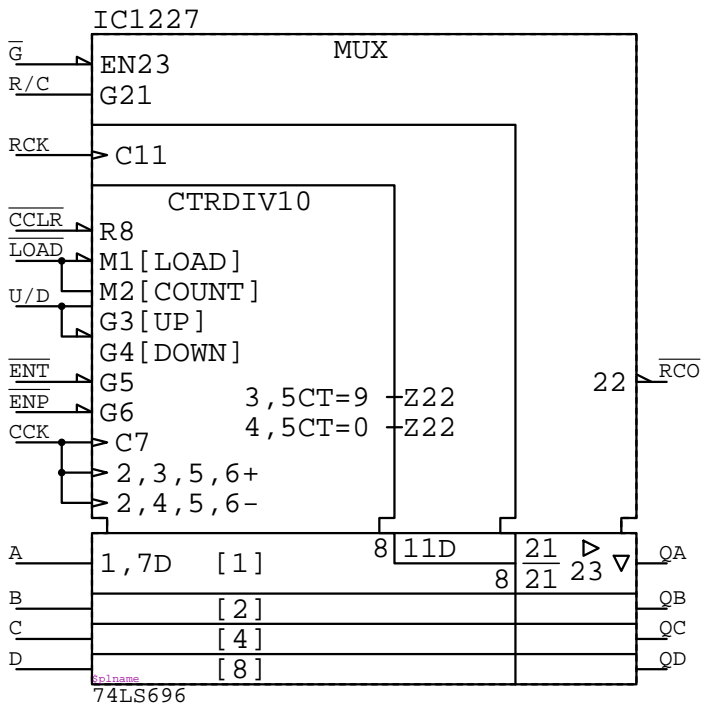 IC1227
MUX
G
EN23
R/C
G21
RCK
C11
CTRDIV10
CCLR
R8
LOAD
M1[LOAD]
M2[COUNT]
U/D
G3[UP]
G4[DOWN]
ENT
G5
22
RCO
ENP
G6
3,5CT=9
Z22
CCK
C7
4,5CT=0
Z22
2,3,5,6+
2,4,5,6-
A
1,7D
[1]
8
11D
8
21
21
23
QA
B
[2]
QB
C
[4]
QC
D
[8]
QD
$plname
74LS696